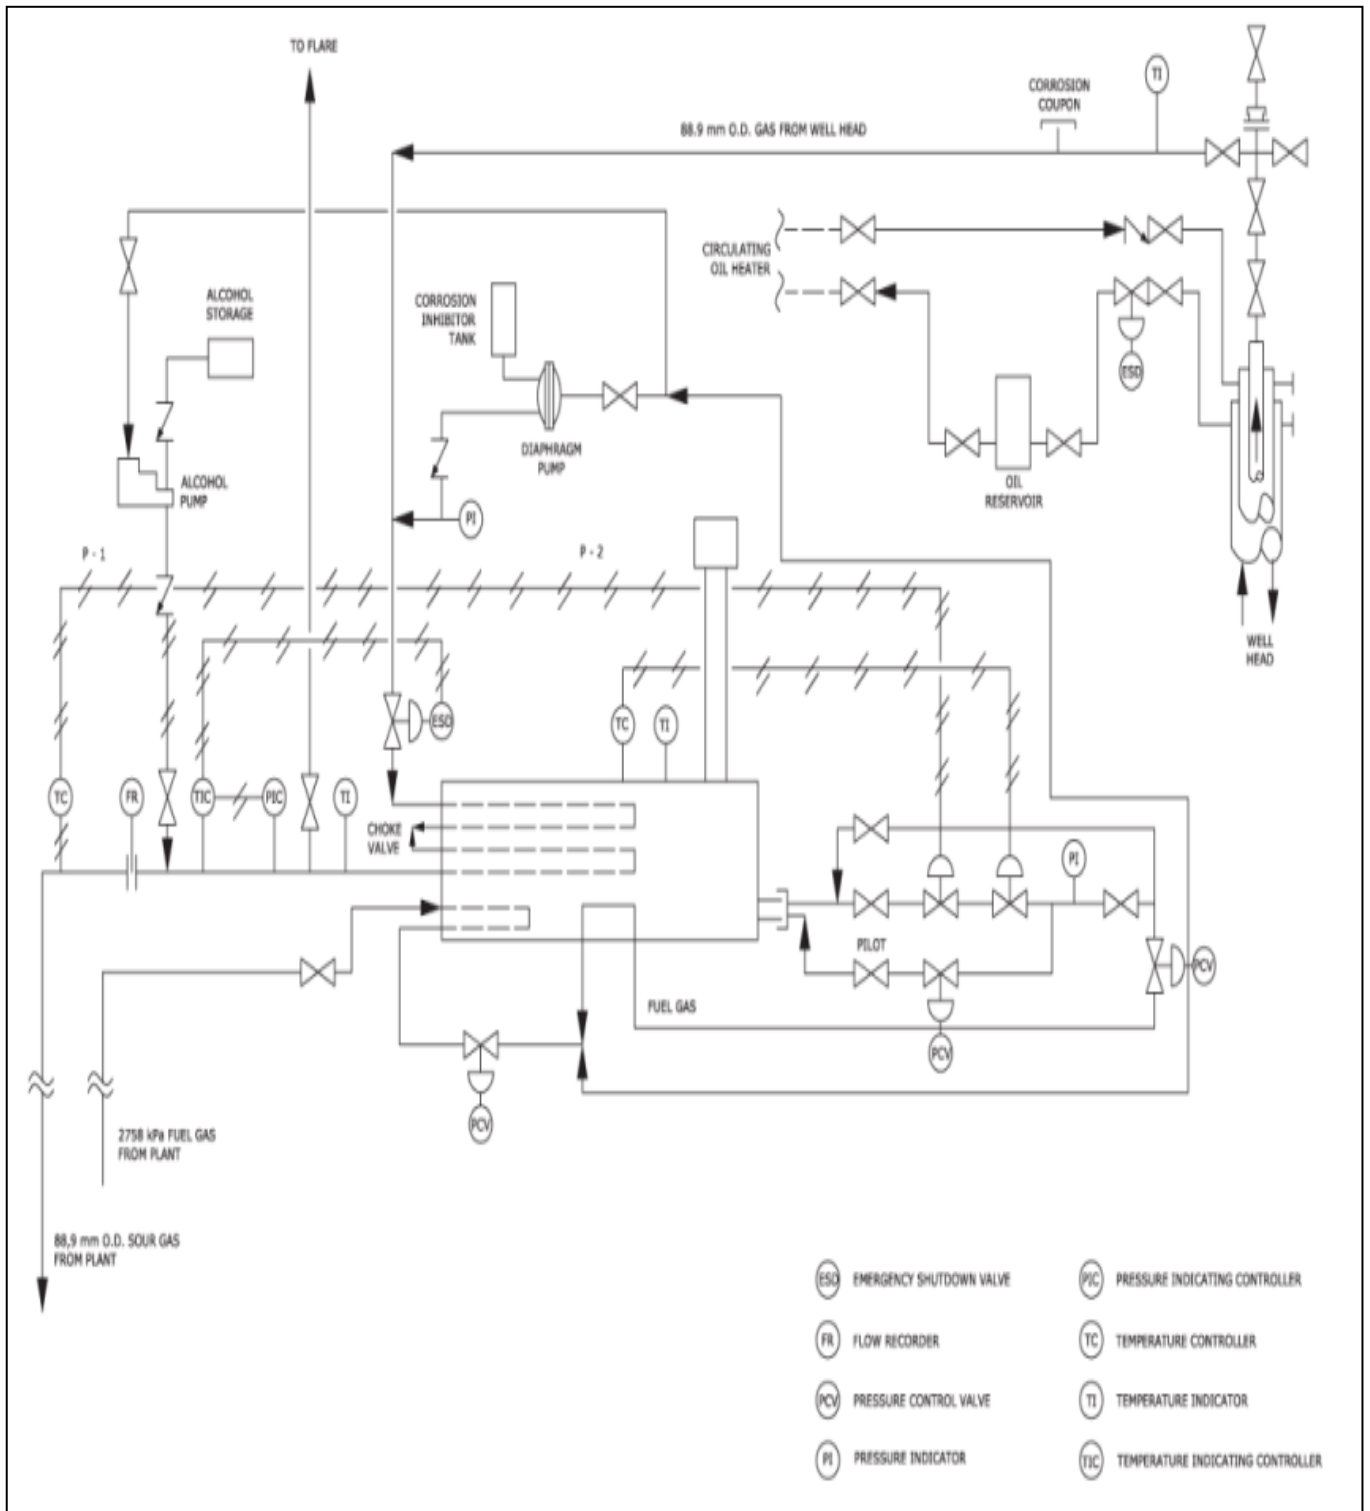 TO FLARE
TI
CORROSION
COUPON
88.9 mm O.D. GAS FROM WELL HEAD
CIRCULATING
OIL HEATER
ALCOHOL
STORAGE
CORROSION
INHIBITOR
TANK
ESD
DIAPHRAGM
PUMP
OIL
RESERVOIR
ALCOHOL
PUMP
PI
P - 1
P - 2
WELL
HEAD
ESD
TC
TI
TC
FR
TIC
PIC
TI
CHOKE
VALVE
PI
PILOT
PCV
FUEL GAS
PCV
PCV
2758 kPa FUEL GAS
FROM PLANT
88,9 mm O.D. SOUR GAS
FROM PLANT
ESD EMERGENCY SHUTDOWN VALVE
PIC PRESSURE INDICATING CONTROLLER
FR FLOW RECORDER
TC TEMPERATURE CONTROLLER
PCV PRESSURE CONTROL VALVE
TI TEMPERATURE INDICATOR
PI PRESSURE INDICATOR
TIC TEMPERATURE INDICATING CONTROLLER